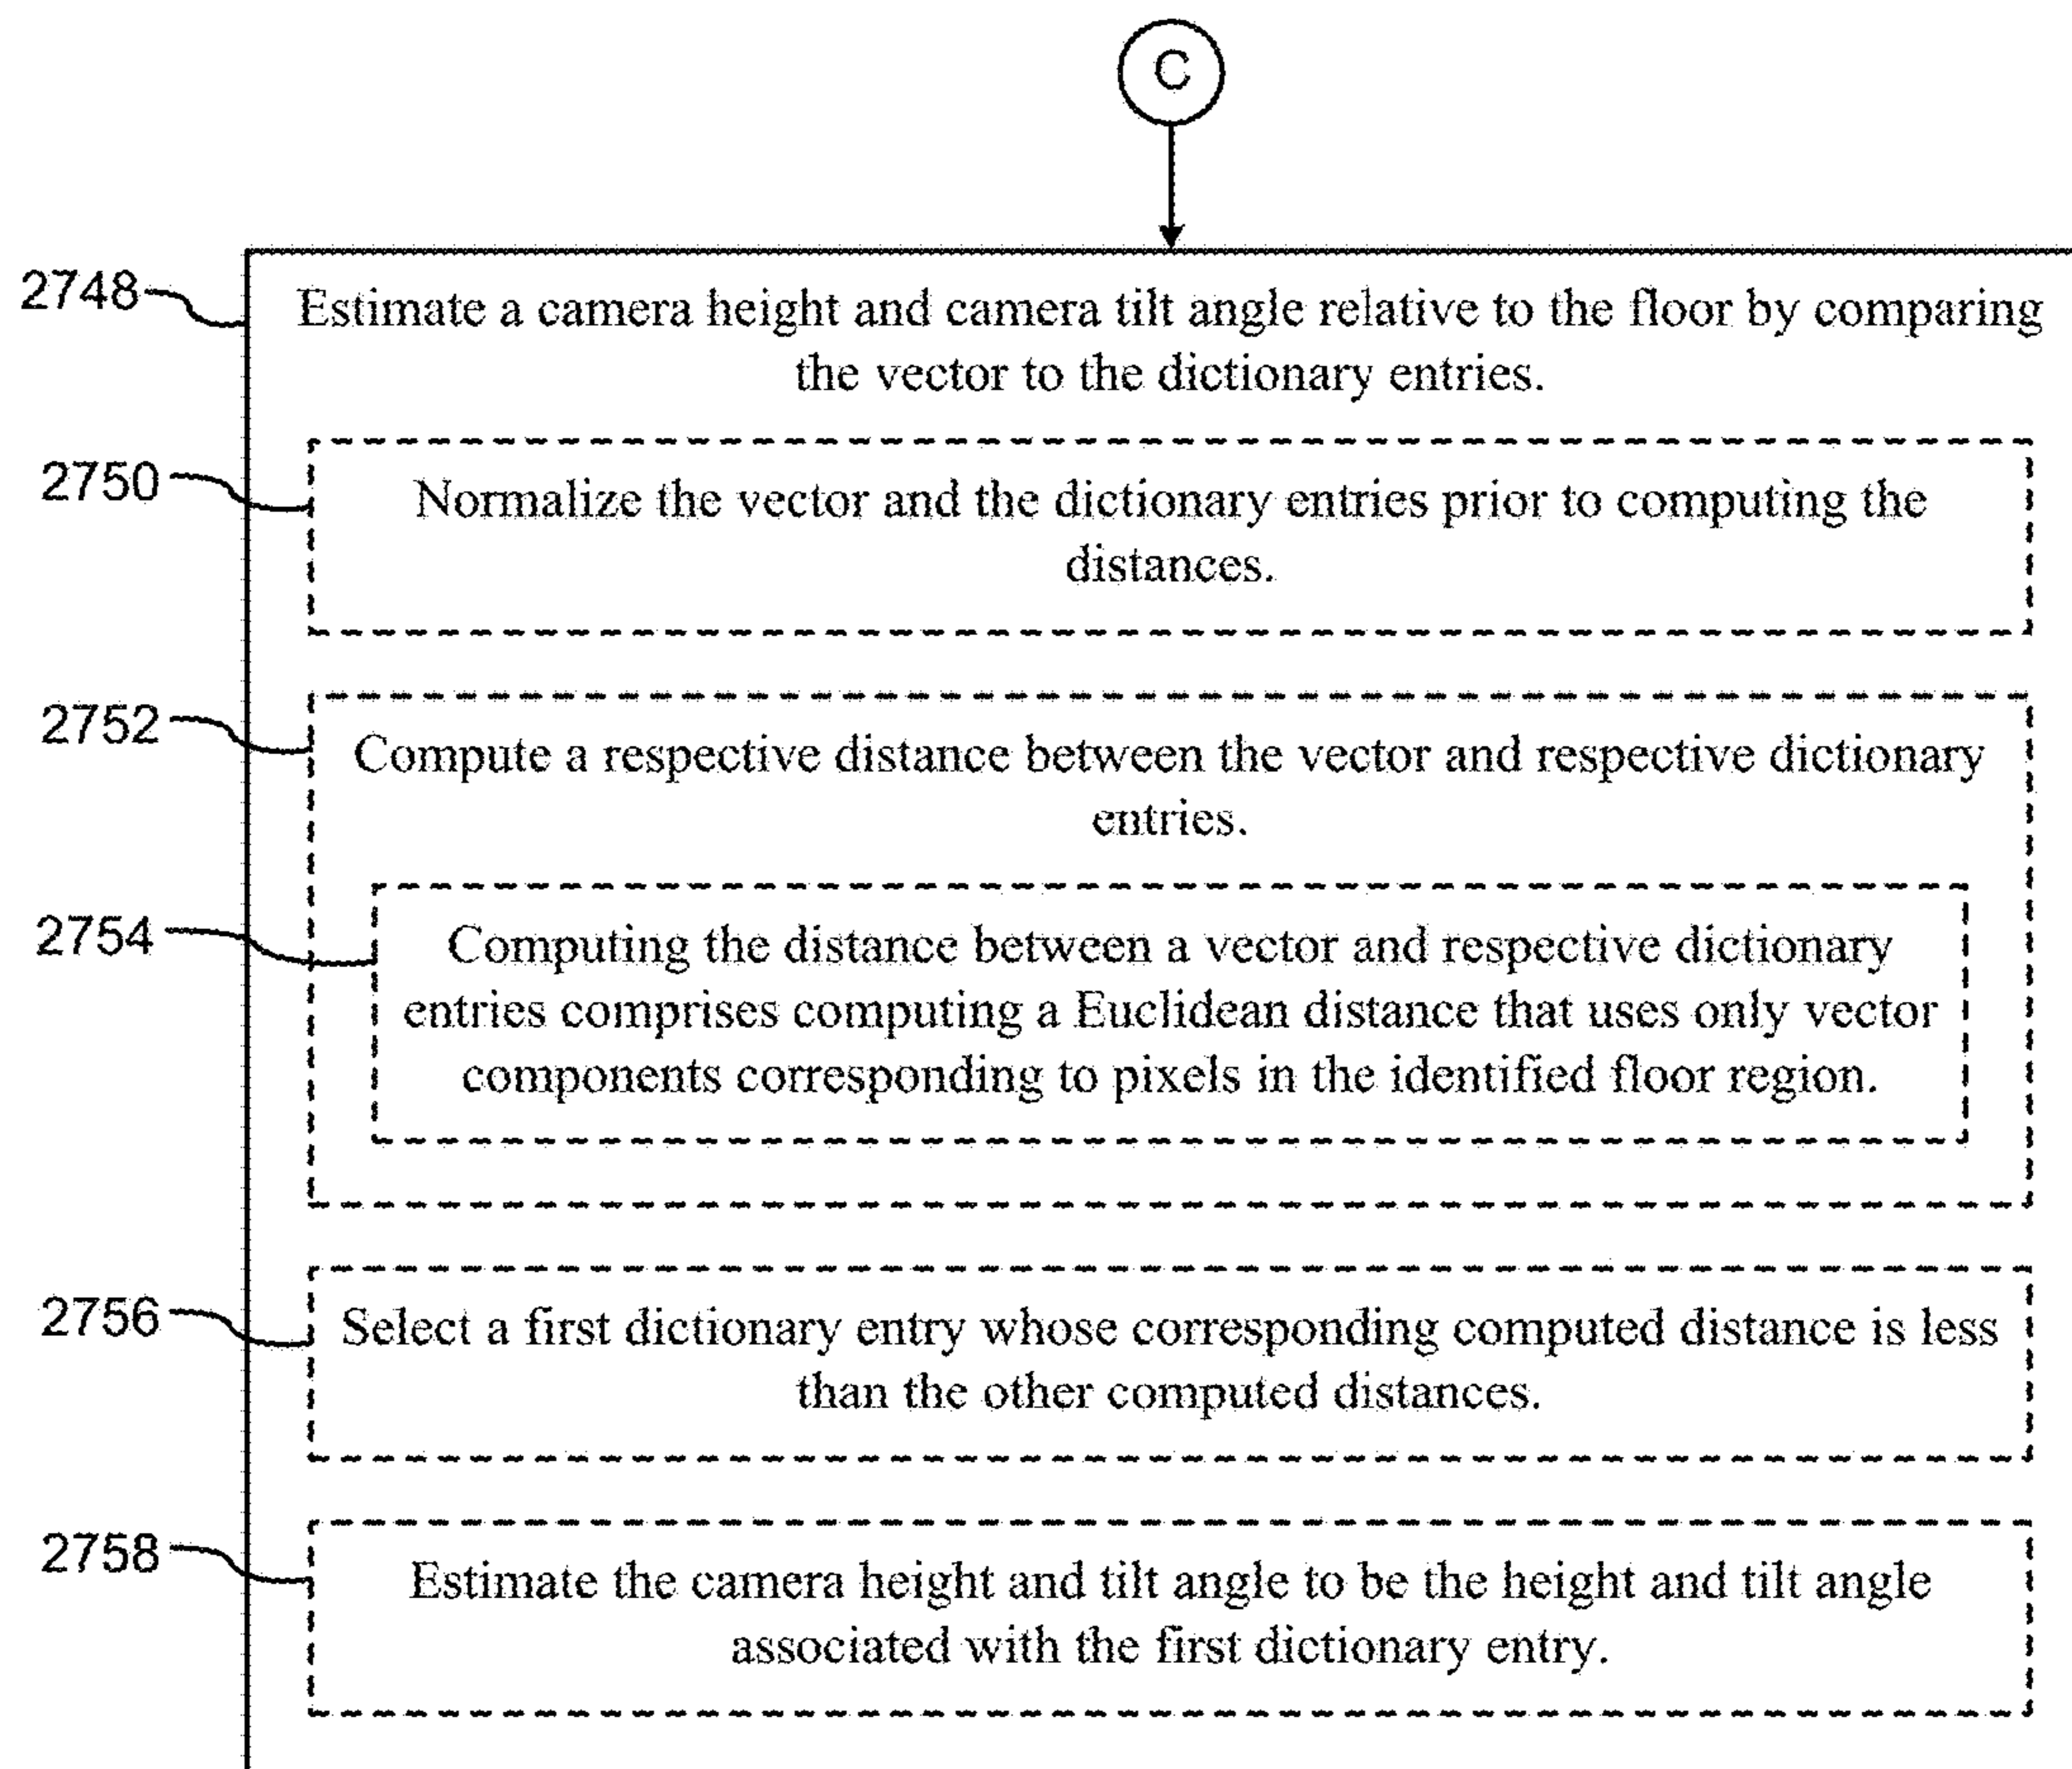 C
2748
Estimate a camera height and camera tilt angle relative to the floor by comparing
the vector to the dictionary entries.
2750
Normalize the vector and the dictionary entries prior to computing the
distances.
2752
Compute a respective distance between the vector and respective dictionary
entries.
2754
Computing the distance between a vector and respective dictionary
entries comprises computing a Euclidean distance that uses only vector
components corresponding to pixels in the identified floor region.
2756
Select a first dictionary entry whose corresponding computed distance is less
than the other computed distances.
2758
Estimate the camera height and tilt angle to be the height and tilt angle
associated with the first dictionary entry.